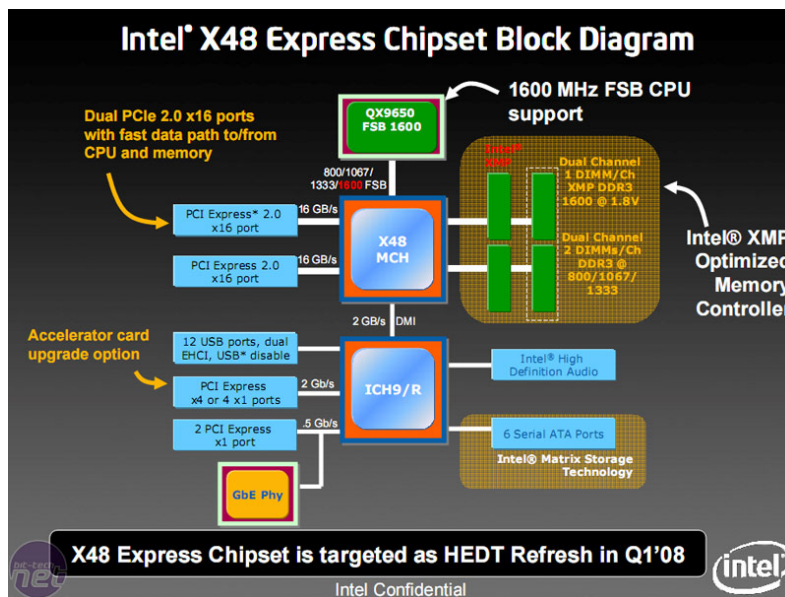 Intel® X48 Express Chipset Block Diagram
1600 MHz FSB CPU
support
QX9650
FSB 1600
Dual PCIe 2.0 x16 ports
with fast data path to/from
CPU and memory
800/1067/
1333/1600 FSB
Intel®
XMP
Dual Channel
1 DIMM/Ch
XMP DDR3
1600 @ 1.8V
PCI Express* 2.0
x16 port
16 GB/s
X48
MCH
Dual Channel
2 DIMMs/Ch
DDR3 @
800/1067/
1333
PCI Express 2.0
x16 port
16 GB/s
Intel® XMP
Optimized
Memory
Controller
2 GB/s
DMI
Accelerator card
upgrade option
12 USB ports, dual
EHCI, USB* disable
ICH9/R
Intel® High
Definition Audio
PCI Express
x4 or 4 x1 ports
2 Gb/s
2 PCI Express
x1 port
.5 Gb/s
6 Serial ATA Ports
Intel® Matrix Storage
Technology
GbE Phy
X48 Express Chipset is targeted as HEDT Refresh in Q1'08
bit-tech
net
Intel Confidential
intel